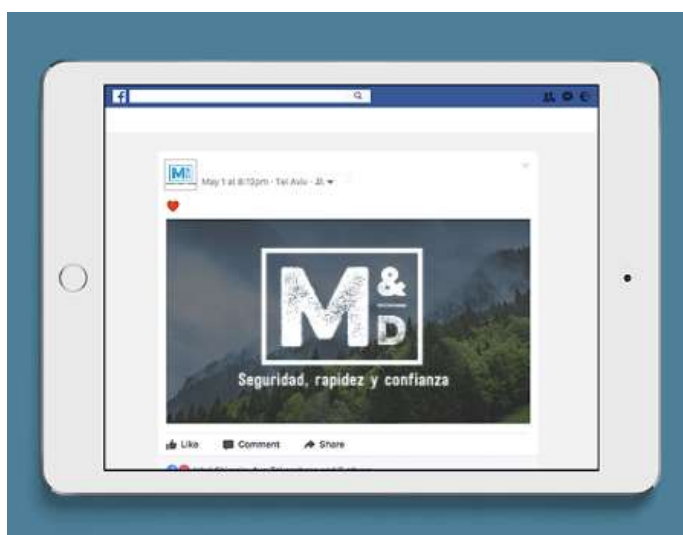 f
M&D
May 1 at 8:12pm · Tel Aviv ·
M & D
Seguridad, rapidez y confianza
Like Comment Share